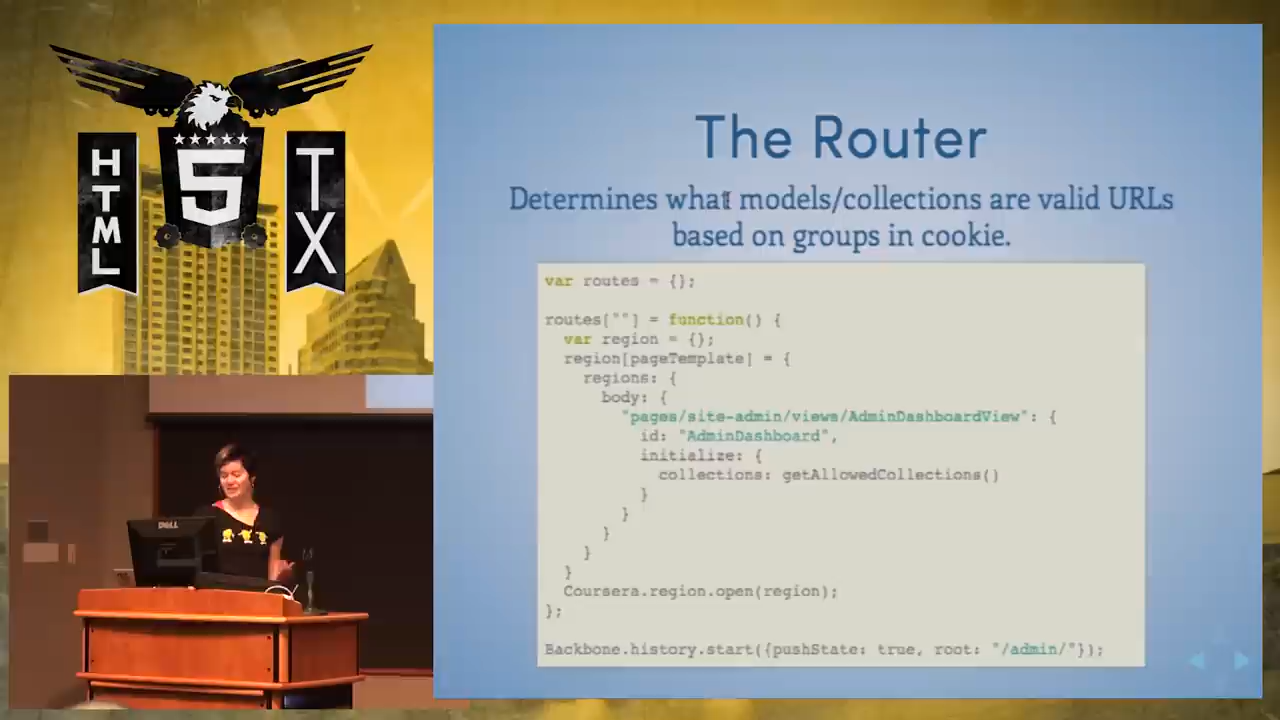 HTML
5
TX
DELL
The Router
Determines what models/collections are valid URLs
based on groups in cookie.
var routes = {};
routes[""] = function() {
var region = {};
region[pageTemplate] = {
regions: {
body: {
"pages/site-admin/views/AdminDashboardView": {
id: "AdminDashboard",
initialize: {
collections: getAllowedCollections()
}
}
}
}
}
Coursera.region.open(region);
};
Backbone.history.start({pushState: true, root: "/admin/"});